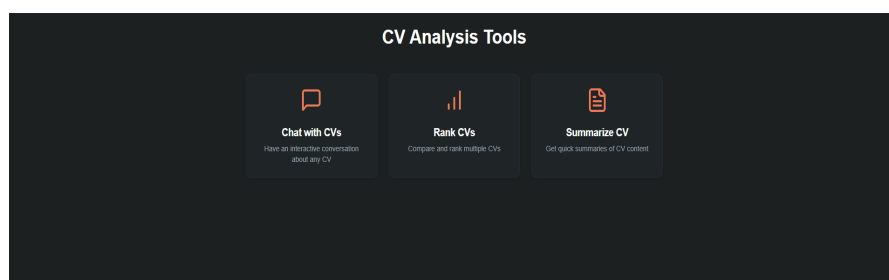 CV Analysis Tools
Chat with CVs
Have an interactive conversation
about any CV
Rank CVs
Compare and rank multiple CVs
Summarize CV
Get quick summaries of CV content